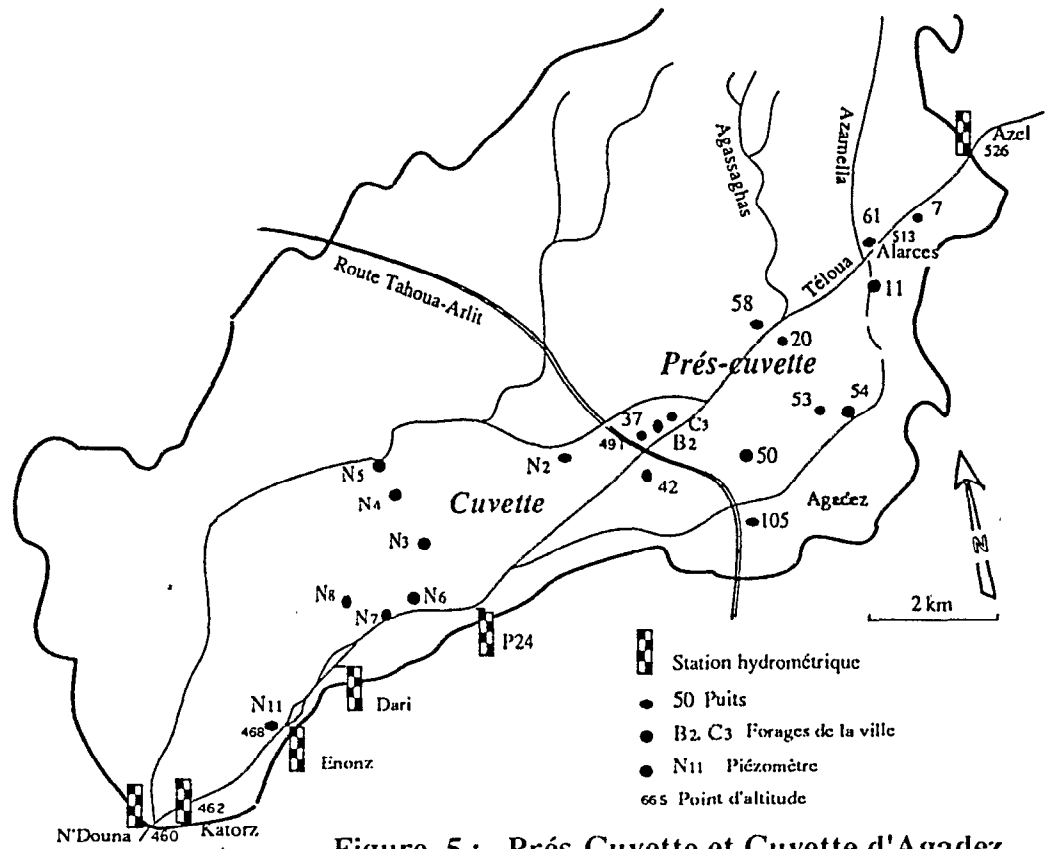 Azel
526
Azamella
Agassaghas
61
7
513
Alarces
11
Téloua
Route Tahoua-Arlit
58
20
Prés-cuvette
53
54
37
C3
491
B2
N2
50
42
N5
N4
Cuvette
Agadez
105
N3
N
N8
N6
N7
2 km
P24
Station hydrométrique
Dari
50 Puits
N11
468
B2, C3 Forages de la ville
Enonz
N11 Piézomètre
665 Point d'altitude
462
N'Douna
460
Katorz
Figure 5 : Prés-Cuvette et Cuvette d'Agadez